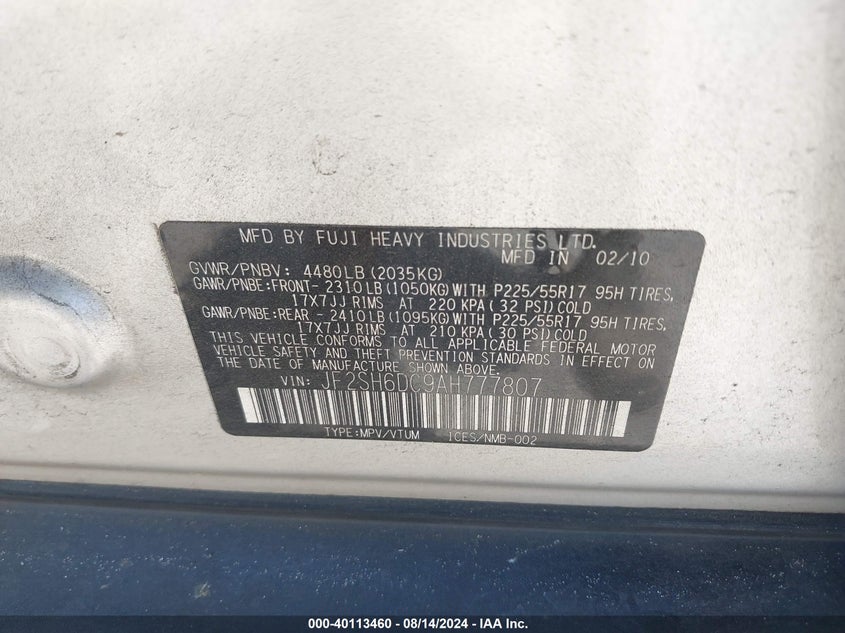 MFD BY FUJI HEAVY INDUSTRIES LTD.
MFD IN 02/10
GVWR/PNBV: 4480LB(2035KG)
GAWR/PNBE:FRONT- 2310LB(1050KG)WITH P225/55R17 95H TIRES,
17X7JJ RIMS AT 220 KPA(32 PSI)COLD
GAWR/PNBE:REAR - 2410LB(1095KG)WITH P225/55R17 95H TIRES,
17X7JJ RIMS AT 210 KPA(30 PSI)COLD
THIS VEHICLE CONFORMS TO ALL APPLICABLE FEDERAL MOTOR
VEHICLE SAFETY AND THEFT PREVENTION STANDARDS IN EFFECT ON
THE DATE OF MANUFACTURE SHOWN ABOVE.
VIN: JF2SH6DC9AH777807
TYPE:MPV/VTUM ICES/NMB-002
000-40113460 - 08/14/2024 - IAA Inc.